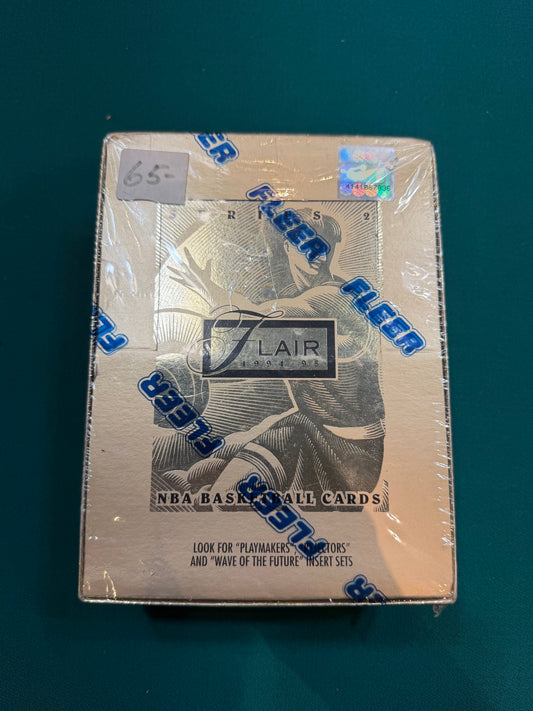 65-
FLEER
FLEER
FLEER
FLEER
FLEER
FLEER
SERIES 2
FLAIR
1994-95
NBA BASKETBALL CARDS
LOOK FOR "PLAYMAKERS", "REJECTORS"
AND "WAVE OF THE FUTURE" INSERT SETS